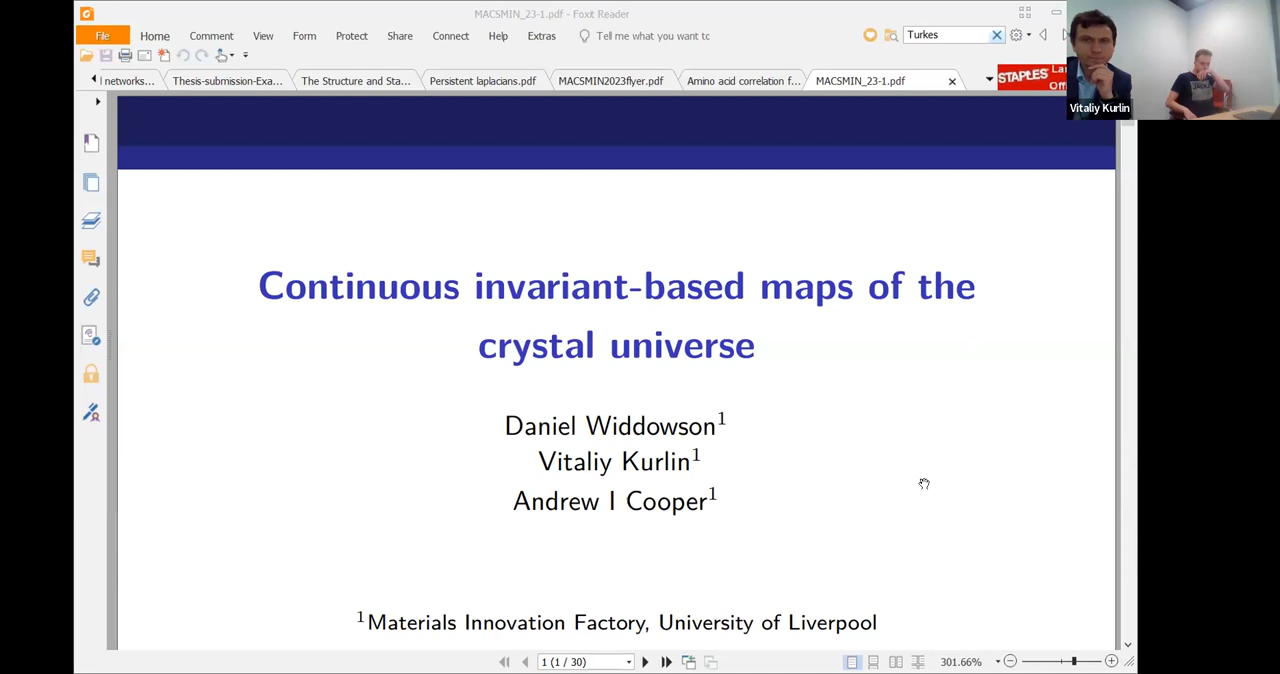 MACSMIN_23-1.pdf - Foxit Reader
File Home Comment View Form Protect Share Connect Help Extras Tell me what you want to Turkes
I networks... Thesis-submission-Exa... The Structural and Sta... Persistent laplacians.pdf MACSMIN2023flyer.pdf Amino acid correlation f... MACSMIN_23-1.pdf STAPLES
Vitaliy Kurlin
Continuous invariant-based maps of the
crystal universe
Daniel Widdowson1
Vitaliy Kurlin1
Andrew I Cooper1
1Materials Innovation Factory, University of Liverpool
1 (1 / 30) 301.66%